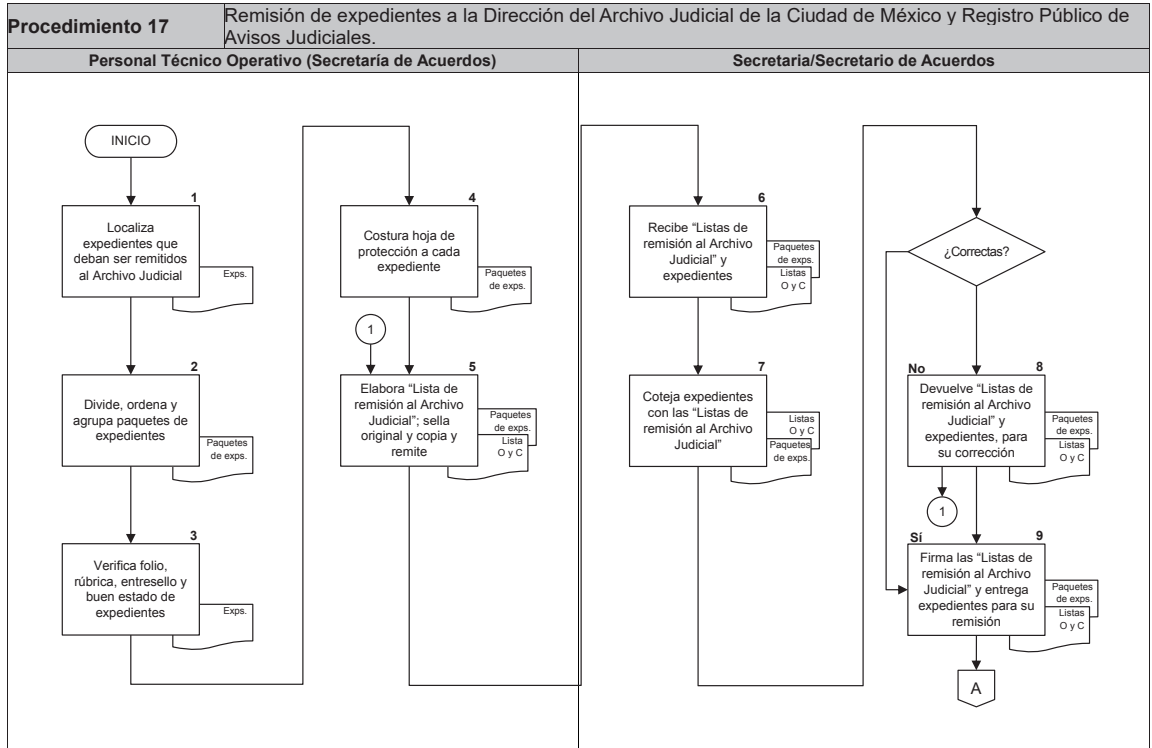 Procedimiento 17
Remisión de expedientes a la Dirección del Archivo Judicial de la Ciudad de México y Registro Público de
Avisos Judiciales.
Personal Técnico Operativo (Secretaría de Acuerdos)
Secretaria/Secretario de Acuerdos
INICIO
1
Localiza
expedientes que
deban ser remitidos
al Archivo Judicial
Exps.
2
Divide, ordena y
agrupa paquetes de
expedientes
Paquetes
de exps.
3
Verifica folio,
rúbrica, entresello y
buen estado de
expedientes
Exps.
4
Costura hoja de
protección a cada
expediente
Paquetes
de exps.
1
5
Elabora “Lista de
remisión al Archivo
Judicial”; sella
original y copia y
remite
Paquetes
de exps.
Lista
O y C
6
Recibe “Listas de
remisión al Archivo
Judicial” y
expedientes
Paquetes
de exps.
Listas
O y C
7
Coteja expedientes
con las “Listas de
remisión al Archivo
Judicial”
Listas
O y C
Paquetes
de exps.
¿Correctas?
No
8
Devuelve “Listas de
remisión al Archivo
Judicial” y
expedientes, para
su corrección
Paquetes
de exps.
Listas
O y C
1
Sí
9
Firma las “Listas de
remisión al Archivo
Judicial” y entrega
expedientes para su
remisión
Paquetes
de exps.
Listas
O y C
A